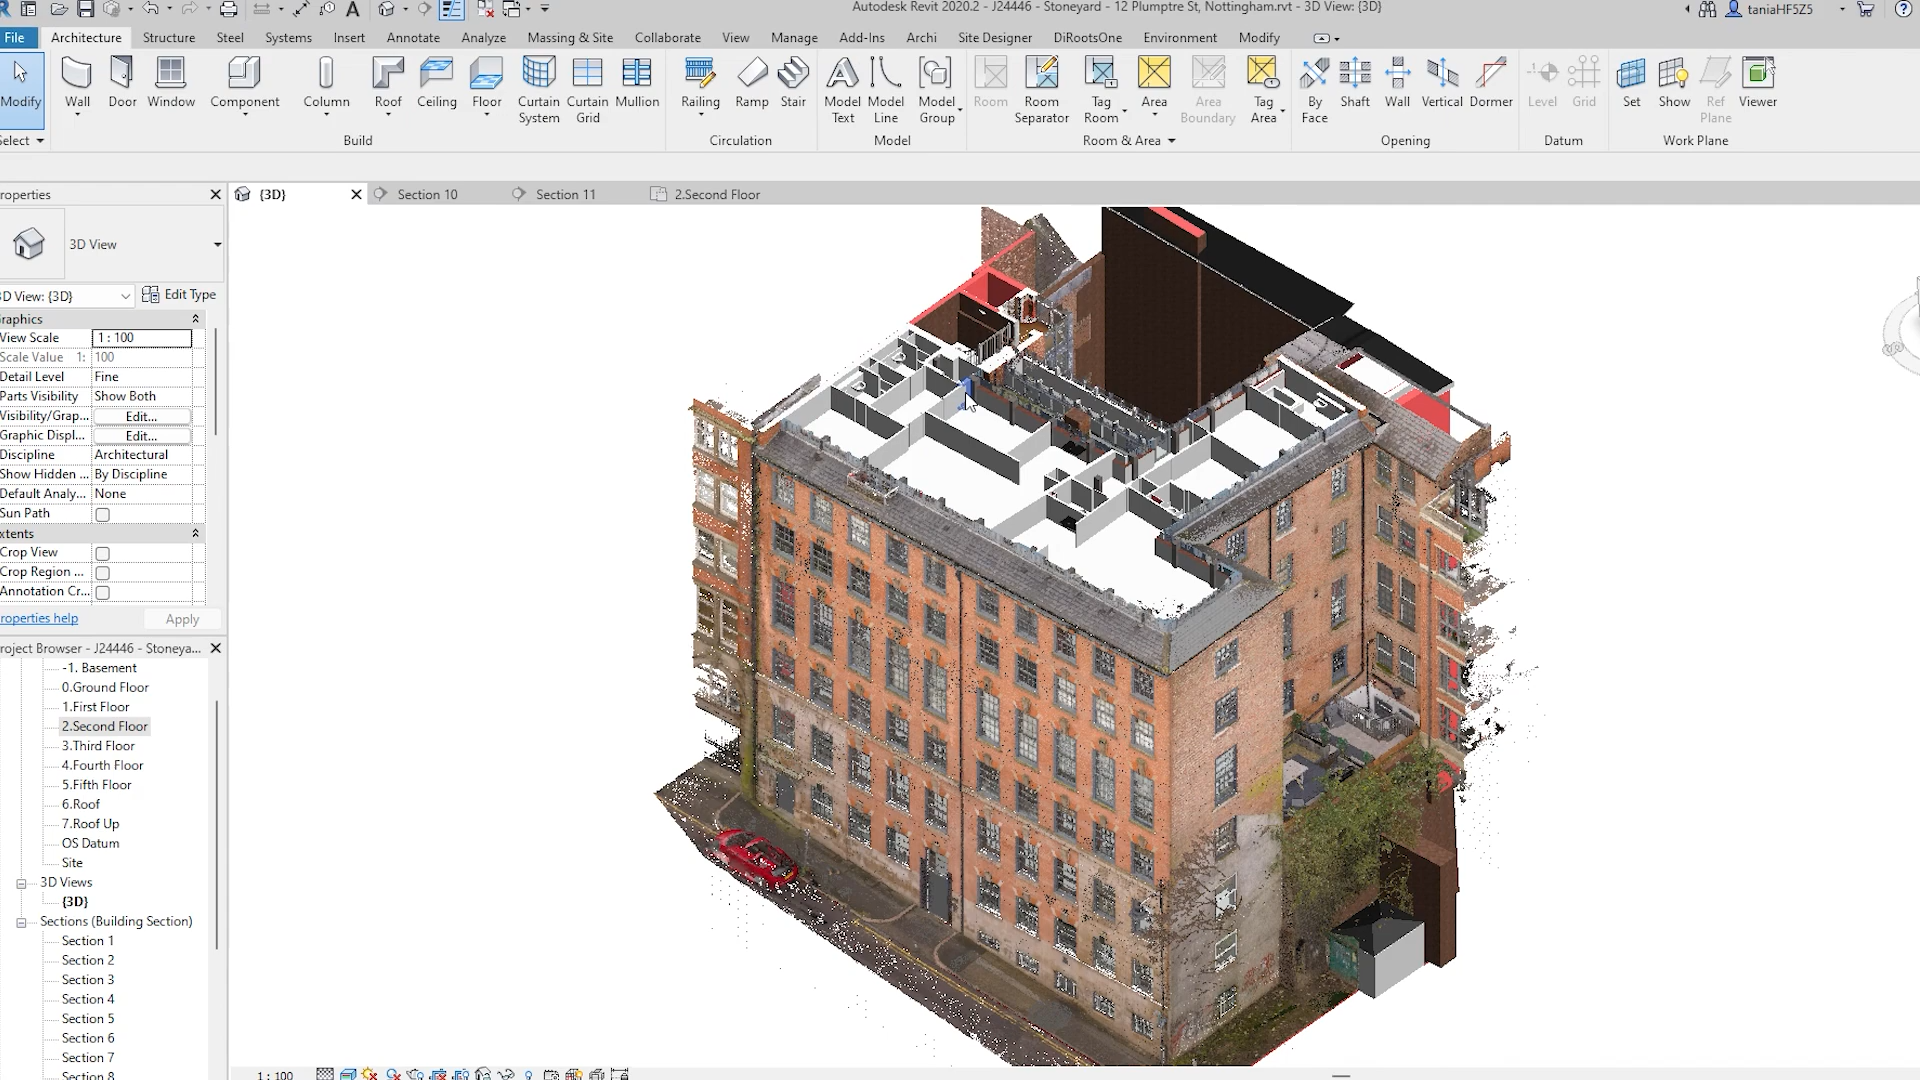 Autodesk Revit 2020.2 - J24446 - Stoneyard - 12 Plumptre St, Nottingham.rvt - 3D View: {3D}
taniaHF5Z5
File Architecture Structure Steel Systems Insert Annotate Analyze Massing & Site Collaborate View Manage Add-Ins Archi Site Designer DiRootsOne Environment Modify
Modify Wall Door Window Component Column Roof Ceiling Floor Curtain System Curtain Grid Mullion Railing Ramp Stair Model Text Model Line Model Group Room Room Separator Tag Room Area Area Boundary Tag Area By Face Shaft Wall Vertical Dormer Level Grid Set Show Ref Plane Viewer
elect Build Circulation Model Room & Area Opening Datum Work Plane
roperties
{3D} Section 10 Section 11 2.Second Floor
3D View
3D View: {3D} Edit Type
raphics
View Scale 1 : 100
Scale Value 1: 100
Detail Level Fine
Parts Visibility Show Both
Visibility/Grap... Edit...
Graphic Displ... Edit...
Discipline Architectural
Show Hidden ... By Discipline
Default Analy... None
Sun Path
xtents
Crop View
Crop Region ...
Annotation Cr...
roperties help Apply
roject Browser - J24446 - Stoneya...
-1. Basement
0.Ground Floor
1.First Floor
2.Second Floor
3.Third Floor
4.Fourth Floor
5.Fifth Floor
6.Roof
7.Roof Up
OS Datum
Site
3D Views
{3D}
Sections (Building Section)
Section 1
Section 2
Section 3
Section 4
Section 5
Section 6
Section 7
Section 8
1 : 100